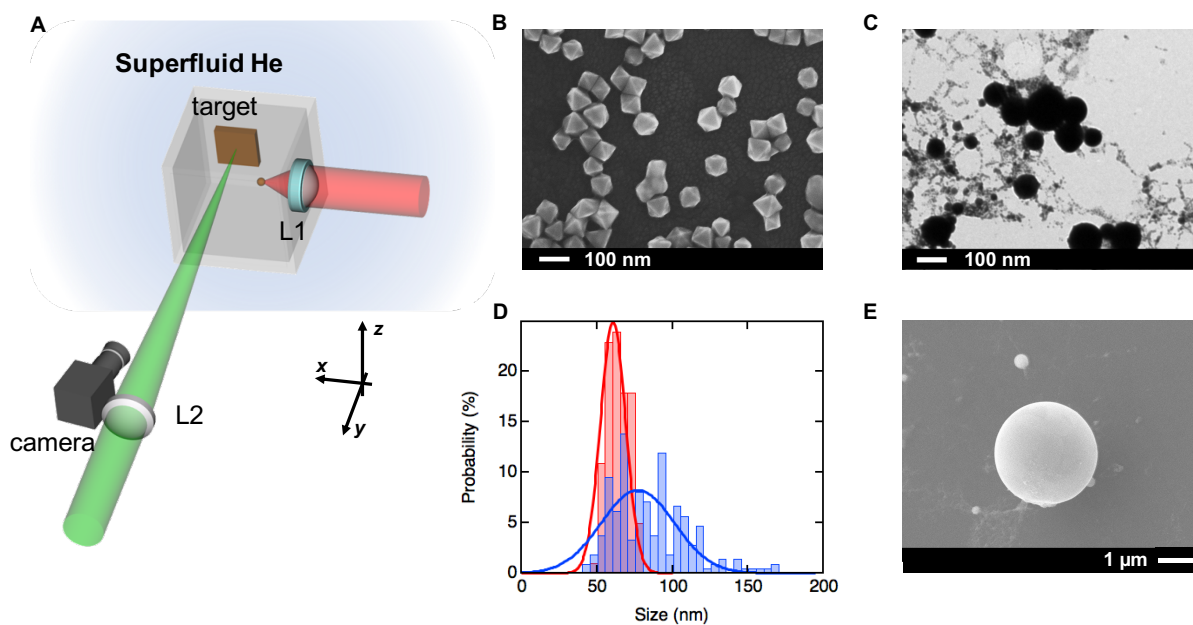 A
Superfluid He
target
L1
z
x
y
L2
camera
B
100 nm
C
100 nm
D
Probability (%)
20
15
10
5
0
0
50
100
150
200
Size (nm)
E
1 µm